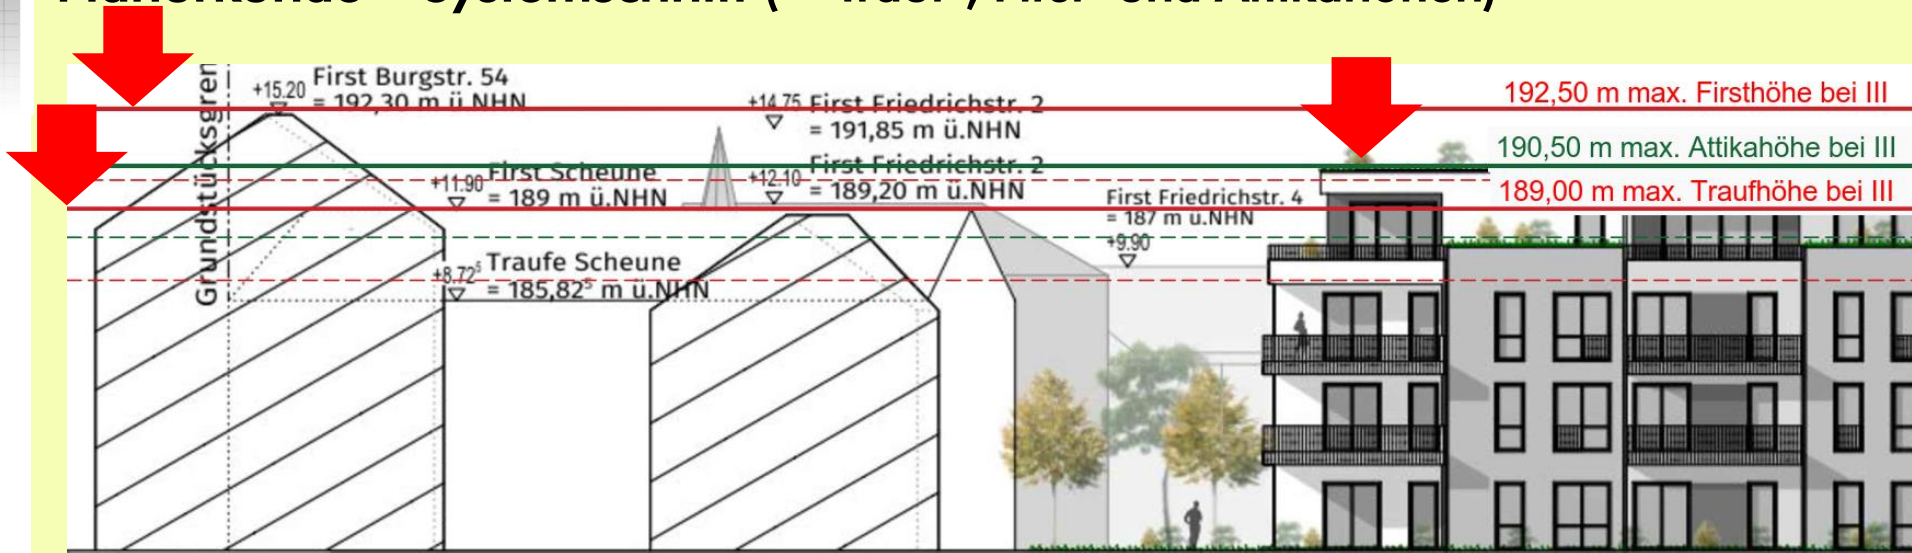 First Burgstr. 54
+15.20
= 192,30 m ü.NHN
+14.75 First Friedrichstr. 2
= 191,85 m ü.NHN
192,50 m max. Firsthöhe bei III
190,50 m max. Attikahöhe bei III
First Scheune
+11.90 = 189 m ü.NHN
First Friedrichstr. 2
+12.10 = 189,20 m ü.NHN
First Friedrichstr. 4
= 187 m ü.NHN
+9.90
189,00 m max. Traufhöhe bei III
Traufe Scheune
+8.72⁵ = 185,82⁵ m ü.NHN
Grundstücksgren